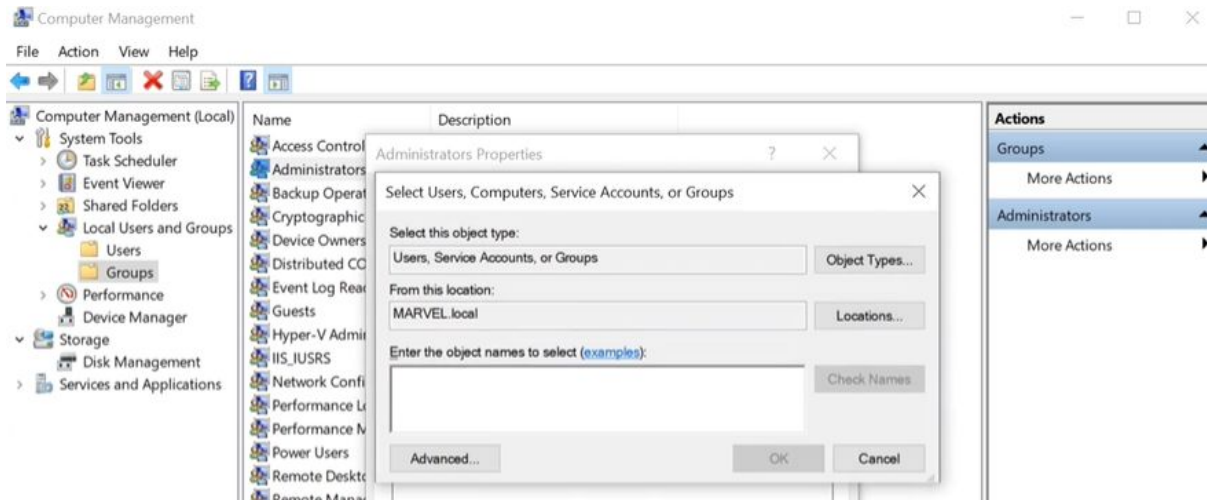 Computer Management
File Action View Help
Computer Management (Local)
System Tools
Task Scheduler
Event Viewer
Shared Folders
Local Users and Groups
Users
Groups
Performance
Device Manager
Storage
Disk Management
Services and Applications
Name Description
Access Control
Administrators
Backup Operat
Cryptographic
Device Owners
Distributed CO
Event Log Rea
Guests
Hyper-V Admi
IIS_IUSRS
Network Confi
Performance L
Performance M
Power Users
Remote Deskt
Remote Mana
Administrators Properties
Select Users, Computers, Service Accounts, or Groups
Select this object type:
Users, Service Accounts, or Groups
Object Types...
From this location:
MARVEL.local
Locations...
Enter the object names to select (examples):
Check Names
Advanced...
OK
Cancel
Actions
Groups
More Actions
Administrators
More Actions